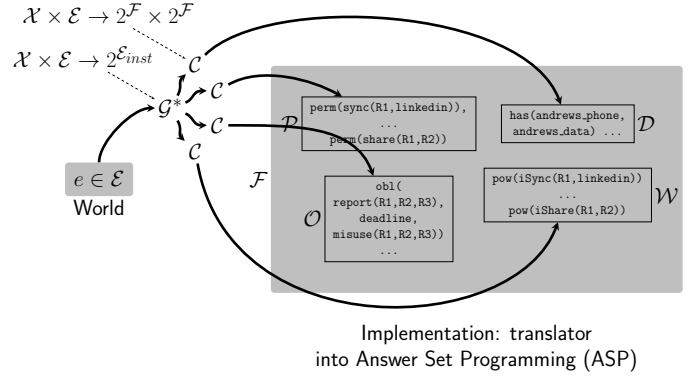 𝒳 × ℰ → 2^ℱ × 2^ℱ
𝒳 × ℰ → 2^ℰ_inst
𝒞
𝒞
𝒢*
𝒞
𝒞
e ∈ ℰ
World
ℱ
𝒫
perm(sync(R1,linkedin)),
...
perm(share(R1,R2))
has(andrews_phone,
andrews_data) ...
𝒟
𝒪
obl(
report(R1,R2,R3),
deadline,
misuse(R1,R2,R3))
...
pow(iSync(R1,linkedin))
...
pow(iShare(R1,R2))
𝒲
Implementation: translator
into Answer Set Programming (ASP)